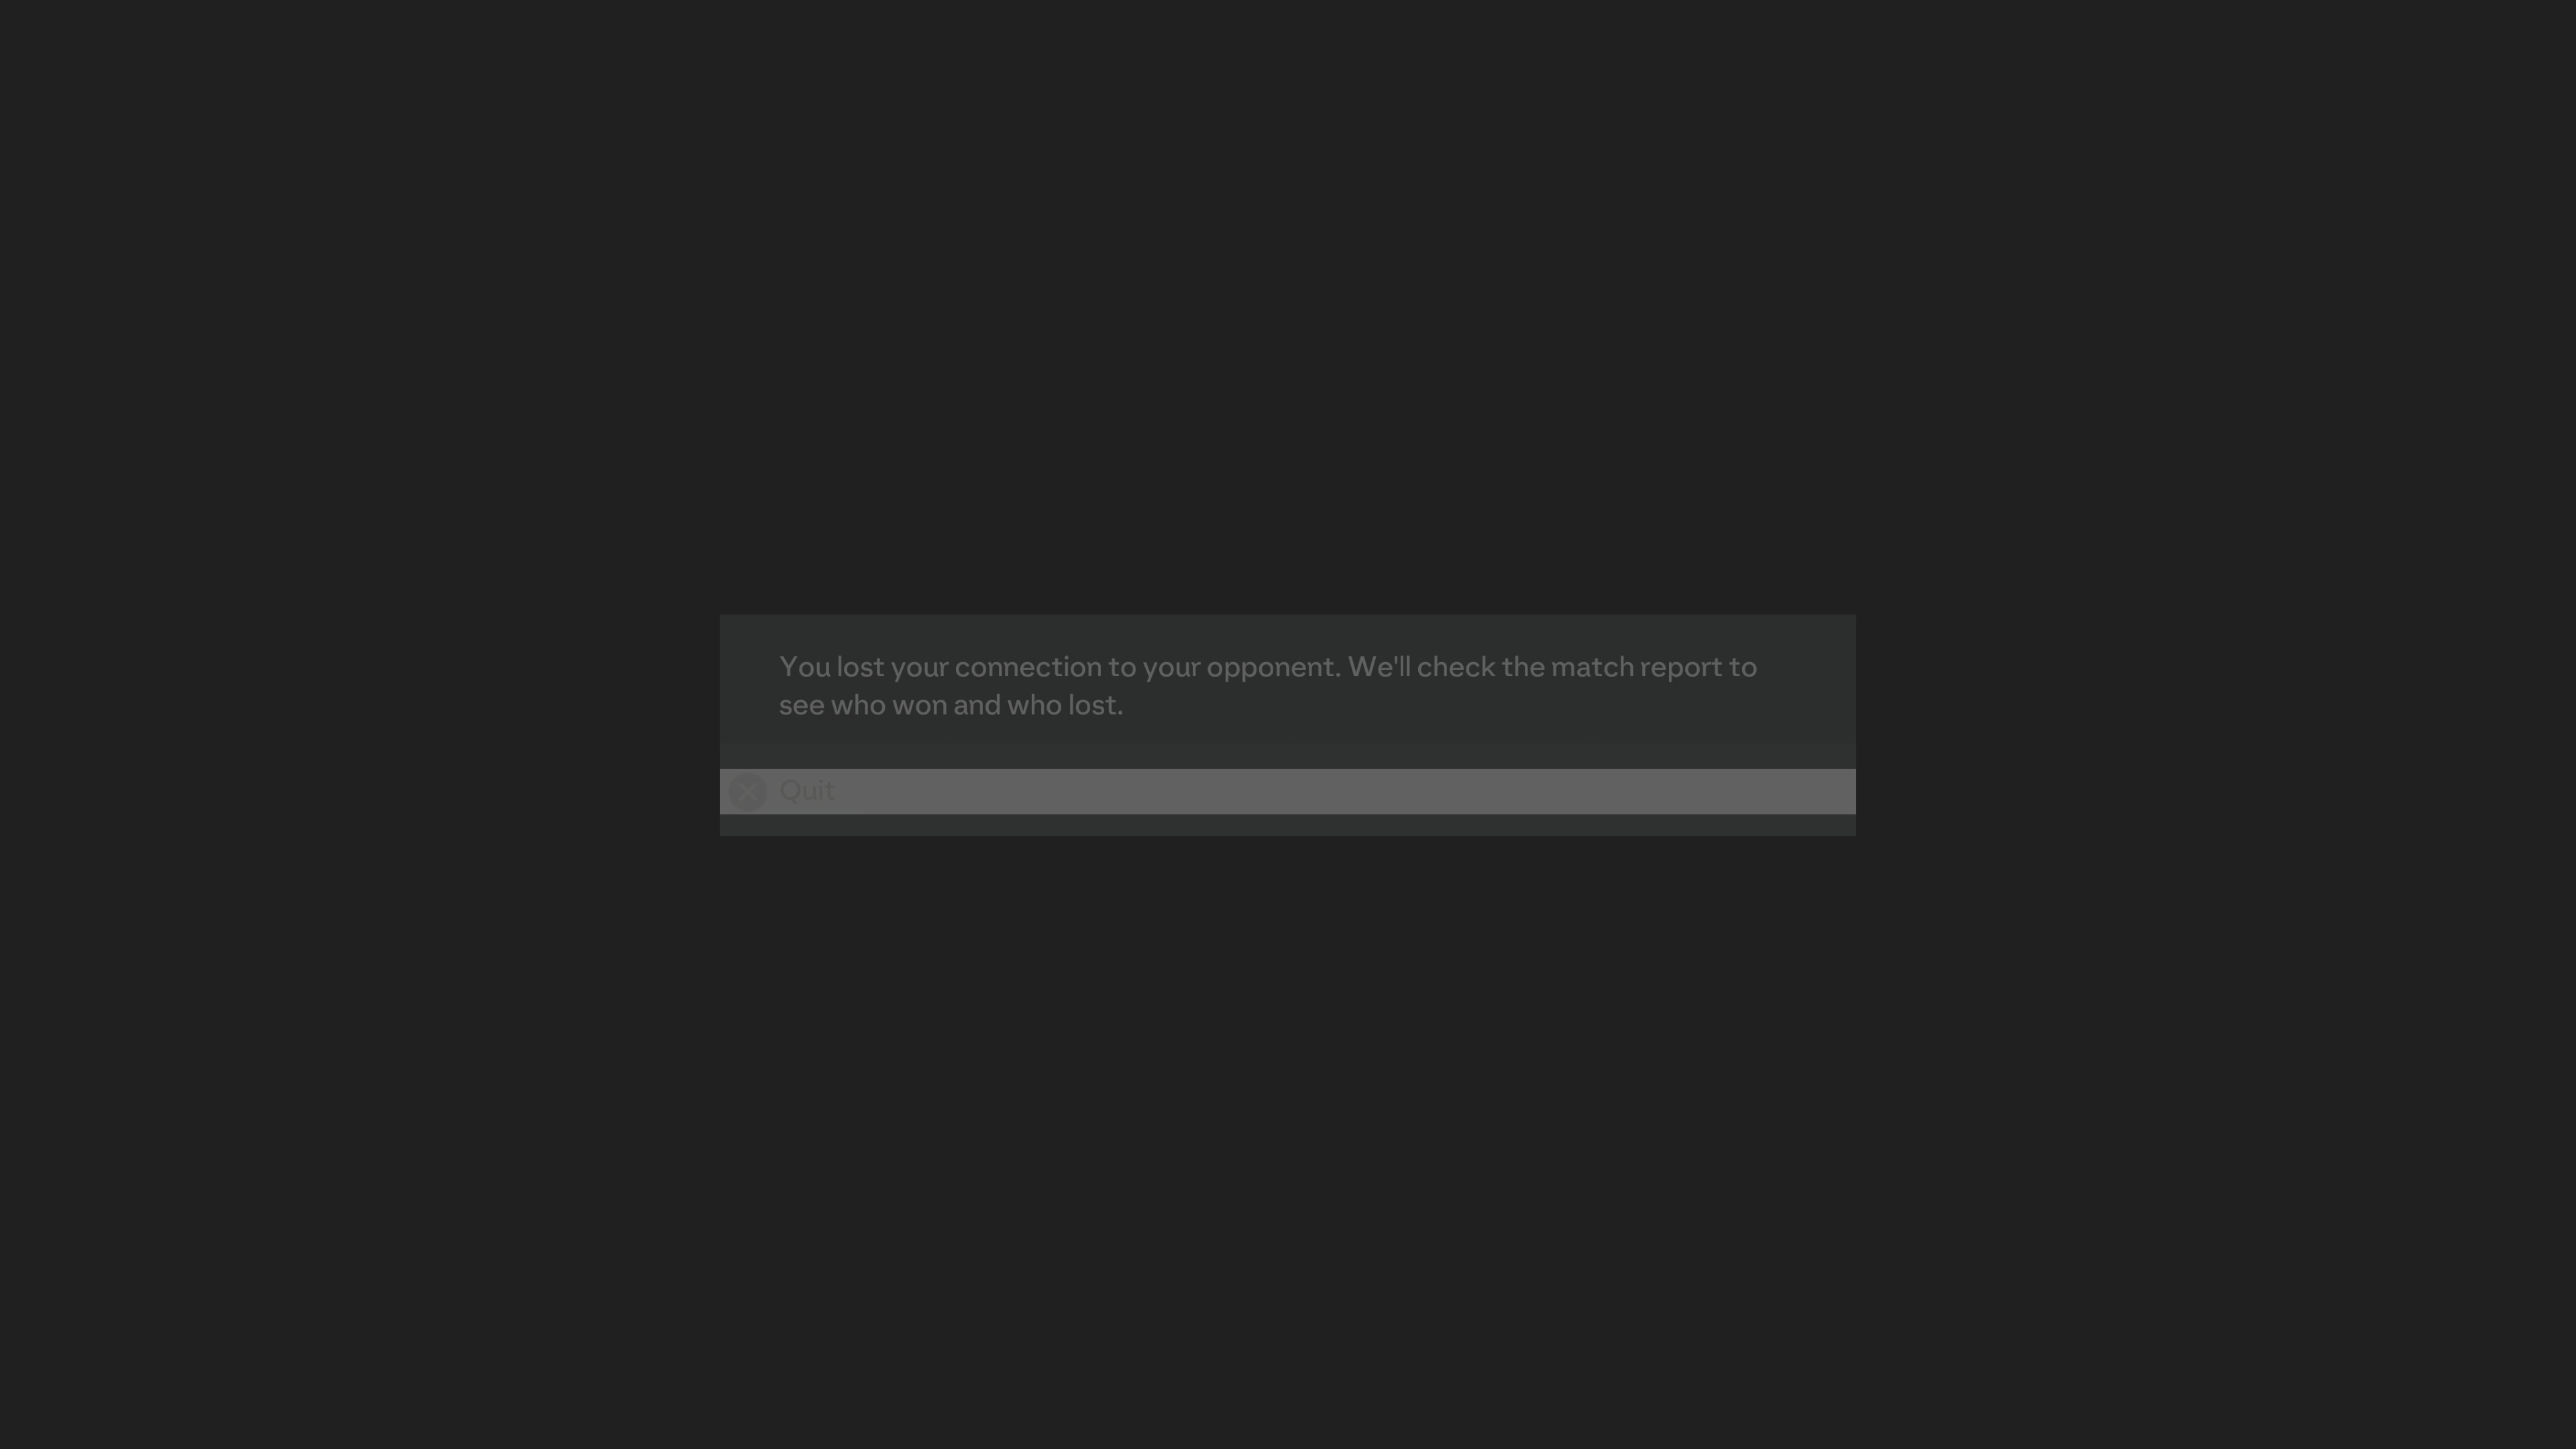 You lost your connection to your opponent. We'll check the match report to
see who won and who lost.
Quit